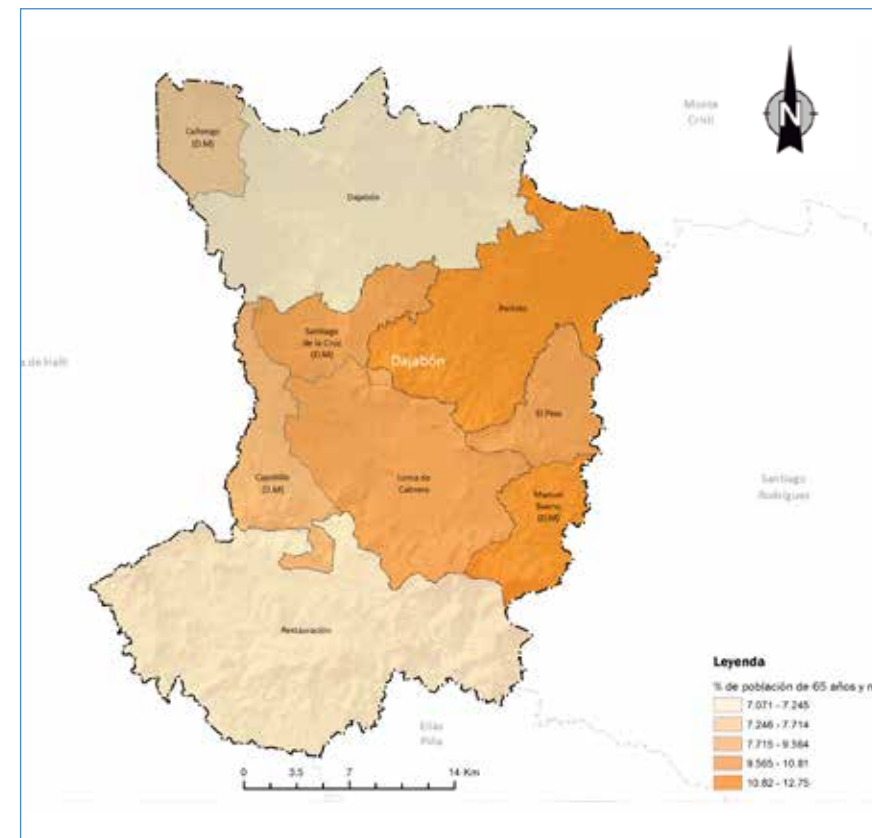 N
Monte
Cristi
Cañongo
(D.M)
Dajabón
Partido
Santiago
de la Cruz
(D.M)
Dajabón
de Haití
El Pino
Capotillo
(D.M)
Loma de
Cabrera
Manuel
Bueno
(D.M)
Santiago
Rodríguez
Restauración
Elías
Piña
Leyenda
% de población de 65 años y
7.071 - 7.245
7.246 - 7.714
7.715 - 9.564
9.565 - 10.81
10.82 - 12.75
0 3.5 7 14 Km